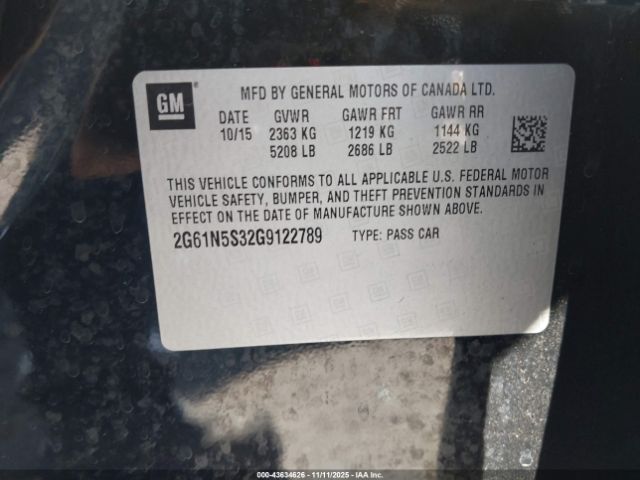 GM
MFD BY GENERAL MOTORS OF CANADA LTD.
DATE GVWR GAWR FRT GAWR RR
10/15 2363 KG 1219 KG 1144 KG
5208 LB 2686 LB 2522 LB
THIS VEHICLE CONFORMS TO ALL APPLICABLE U.S. FEDERAL MOTOR
VEHICLE SAFETY, BUMPER, AND THEFT PREVENTION STANDARDS IN
EFFECT ON THE DATE OF MANUFACTURE SHOWN ABOVE.
2G61N5S32G9122789 TYPE: PASS CAR
000-43634626 - 11/11/2025 - IAAI.COM